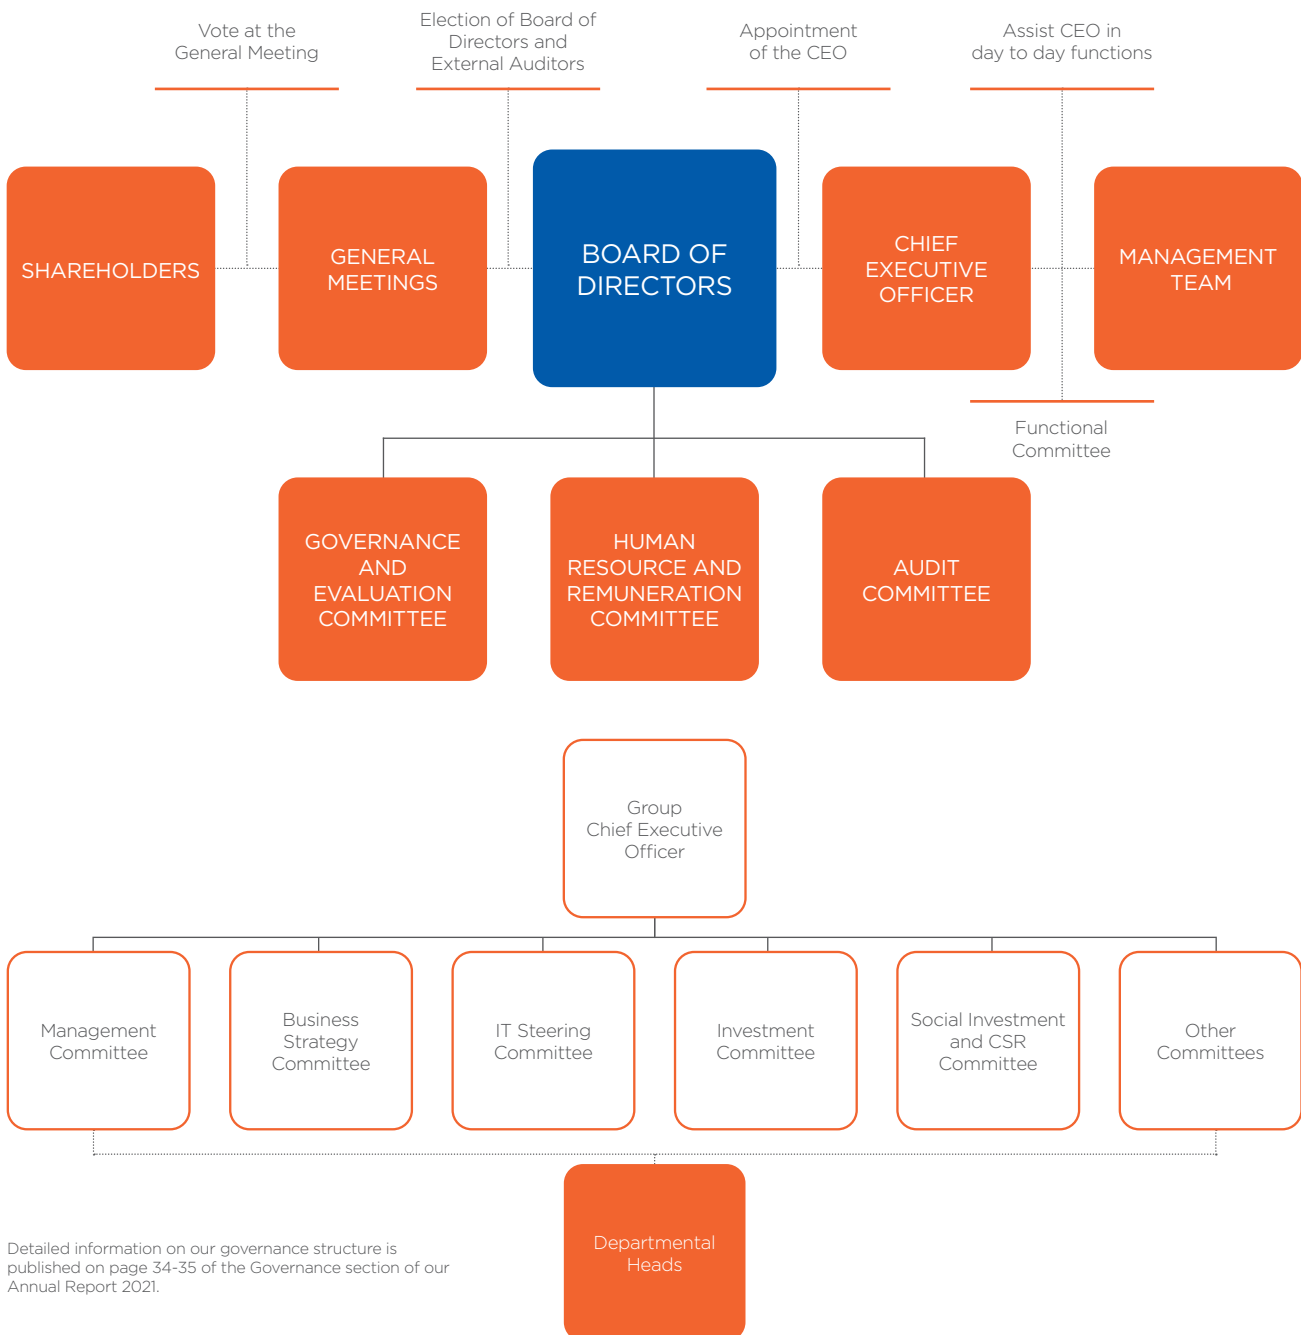 Vote at the
General Meeting
Election of Board of
Directors and
External Auditors
Appointment
of the CEO
Assist CEO in
day to day functions
SHAREHOLDERS
GENERAL
MEETINGS
BOARD OF
DIRECTORS
CHIEF
EXECUTIVE
OFFICER
MANAGEMENT
TEAM
Functional
Committee
GOVERNANCE
AND
EVALUATION
COMMITTEE
HUMAN
RESOURCE AND
REMUNERATION
COMMITTEE
AUDIT
COMMITTEE
Group
Chief Executive
Officer
Management
Committee
Business
Strategy
Committee
IT Steering
Committee
Investment
Committee
Social Investment
and CSR
Committee
Other
Committees
Departmental
Heads
Detailed information on our governance structure is
published on page 34-35 of the Governance section of our
Annual Report 2021.